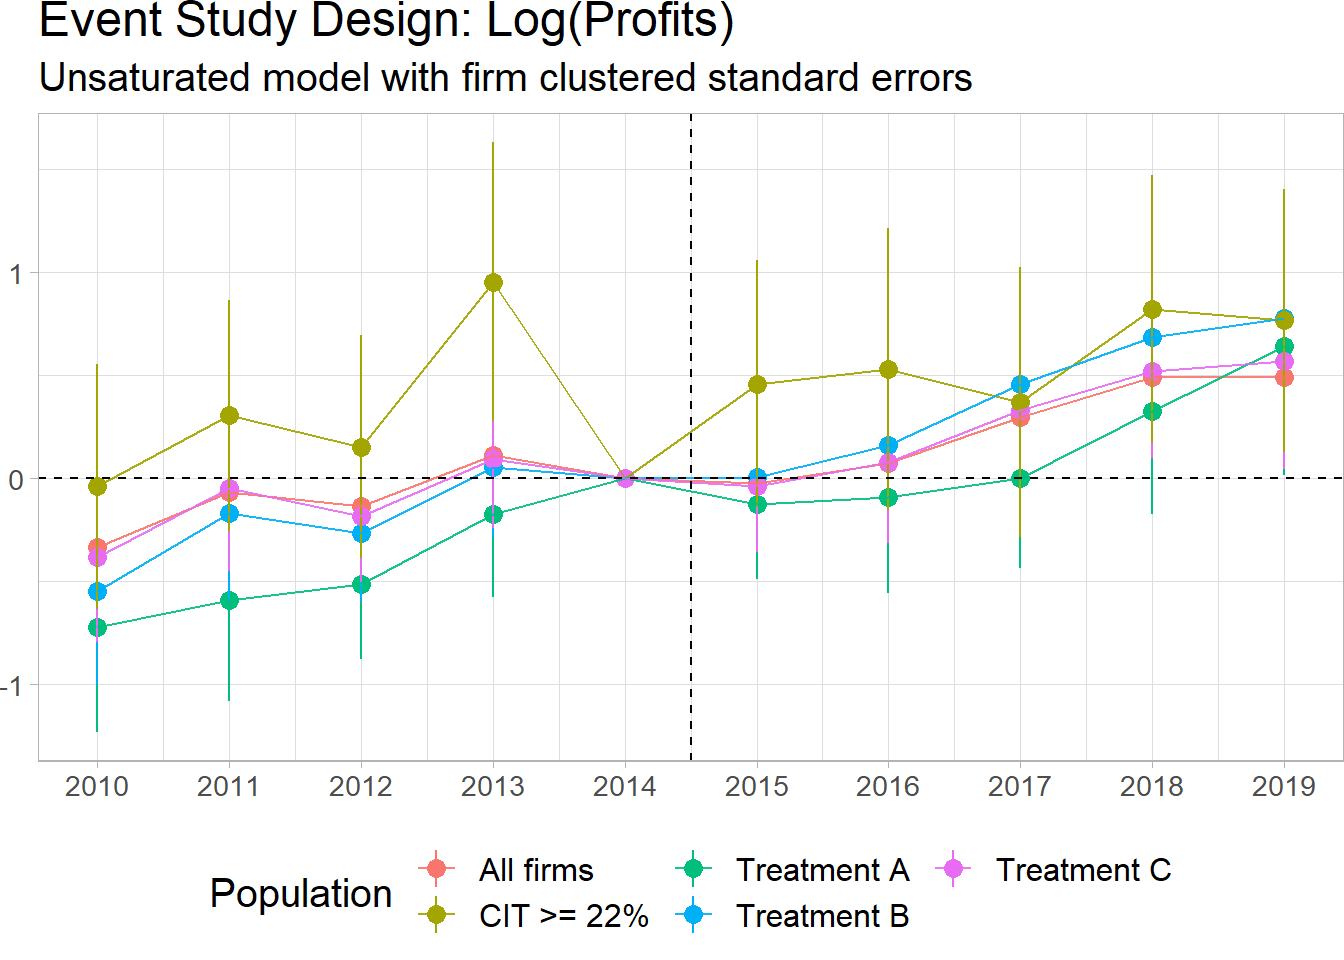 Event Study Design: Log(Profits)
Unsaturated model with firm clustered standard errors
1
0
-1
2010 2011 2012 2013 2014 2015 2016 2017 2018 2019
Population
All firms
CIT >= 22%
Treatment A
Treatment B
Treatment C